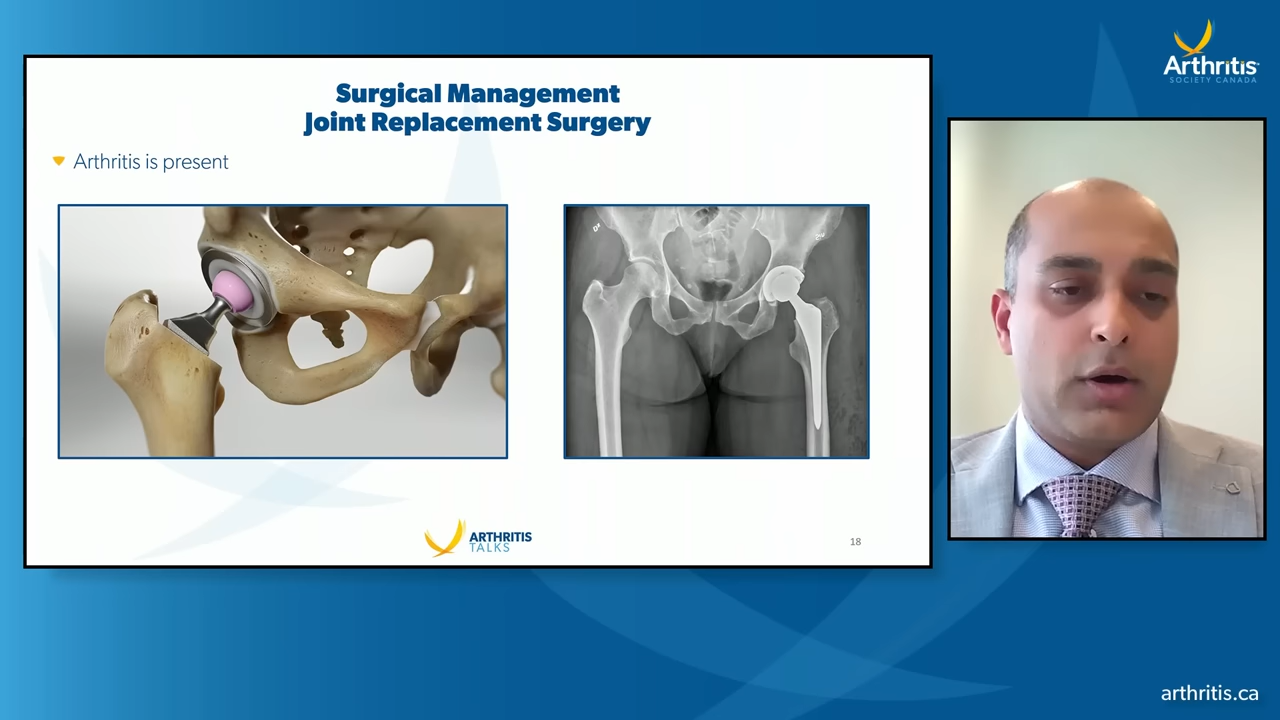 Surgical Management
Joint Replacement Surgery
Arthritis is present
ARTHRITIS
TALKS
18
Arthritis
SOCIETY CANADA
arthritis.ca